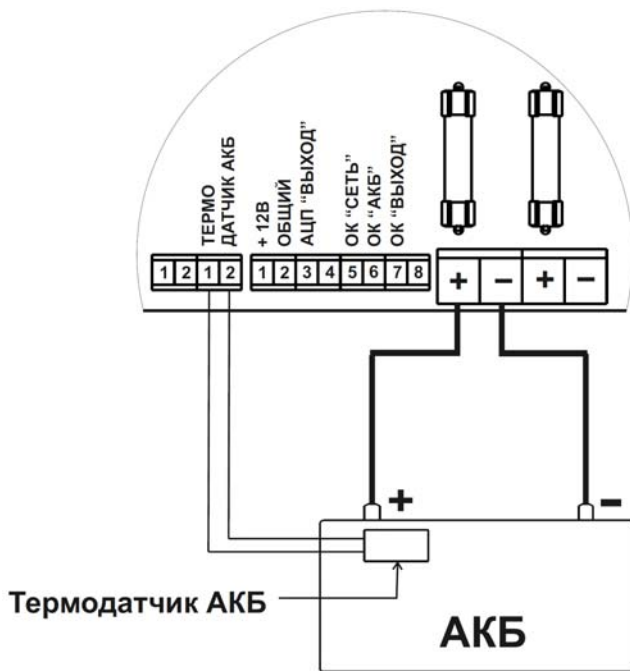 ТЕРМО
ДАТЧИК АКБ
+ 12В
ОБЩИЙ
АЦП “ВЫХОД”
ОК “СЕТЬ”
ОК “АКБ”
ОК “ВЫХОД”
1 2 1 2
1 2 3 4 5 6 7 8
+ − + −
+ −
Термодатчик АКБ
АКБ